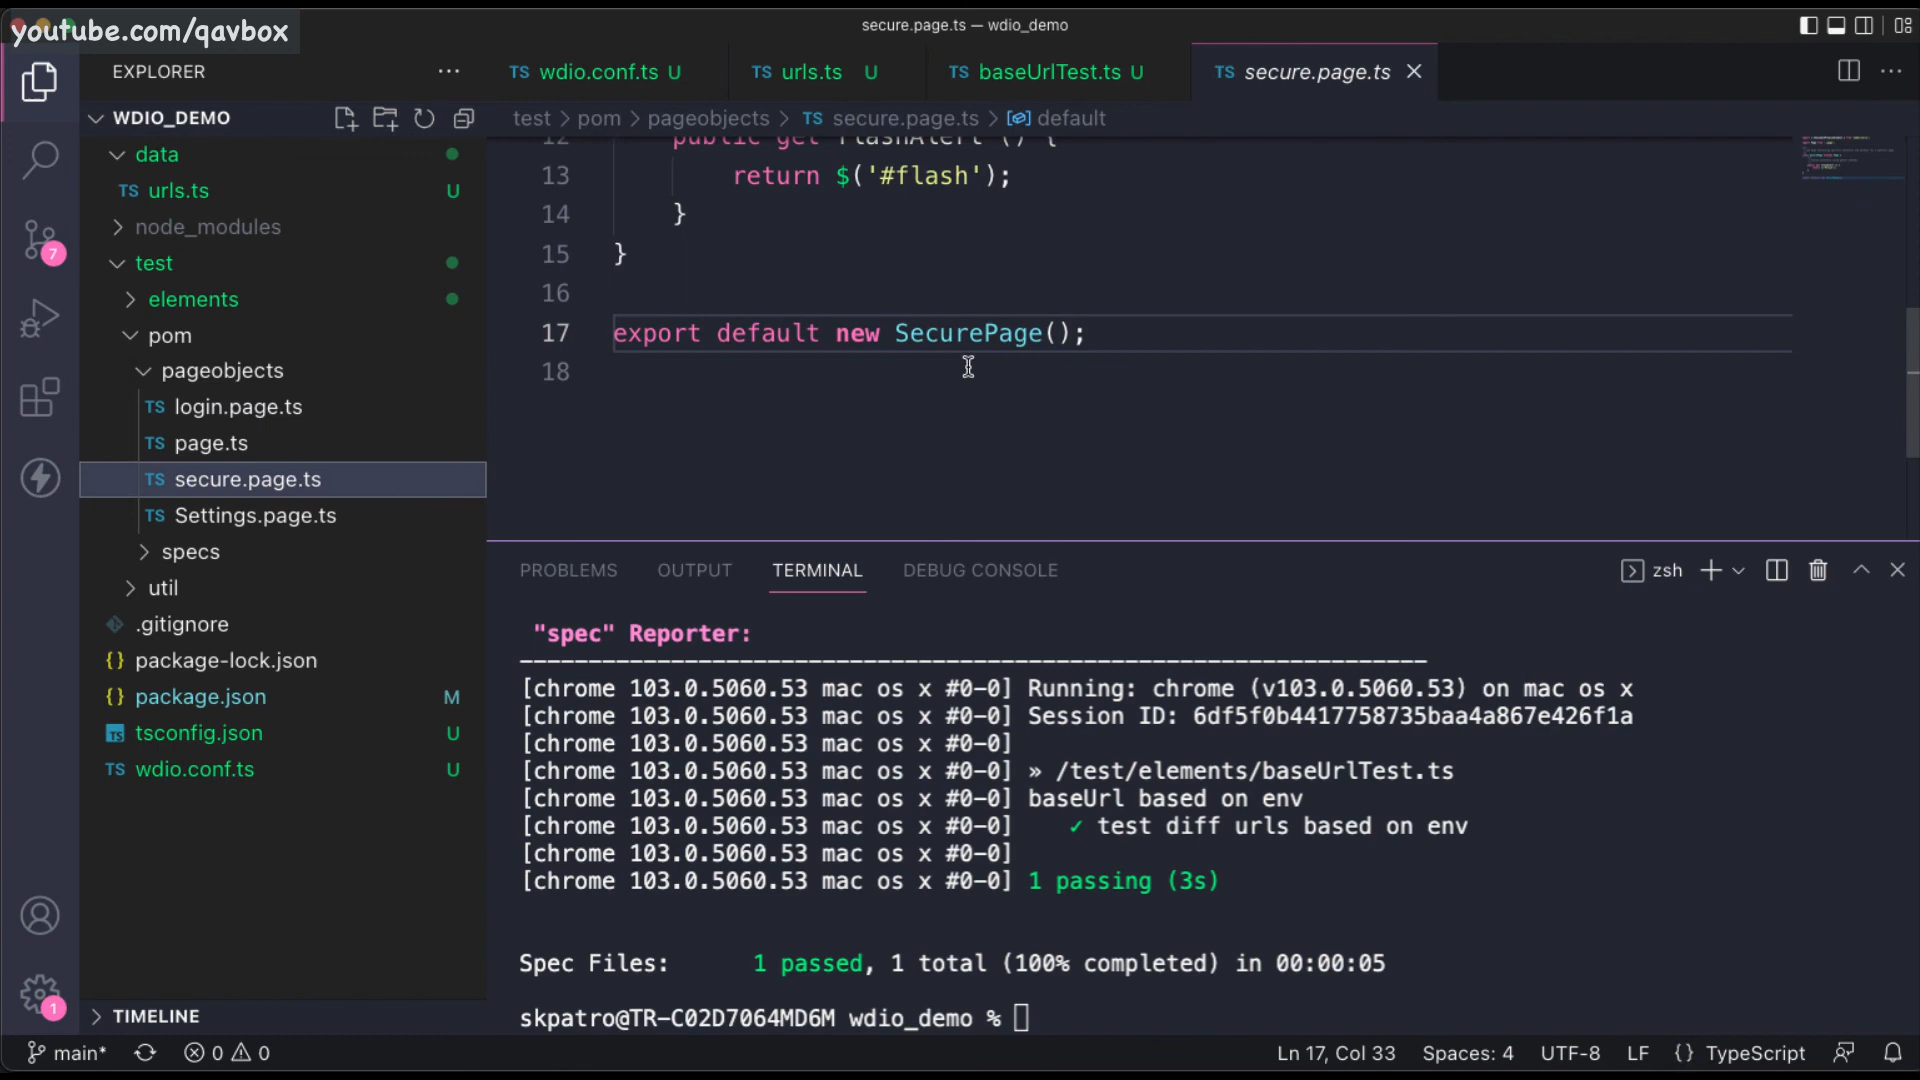 youtube.com/qavbox
secure.page.ts — wdio_demo
EXPLORER
TS wdio.conf.ts U
TS urls.ts U
TS baseUrlTest.ts U
TS secure.page.ts
WDIO_DEMO
test > pom > pageobjects > TS secure.page.ts > default
data
TS urls.ts U
node_modules
test
elements
pom
pageobjects
TS login.page.ts
TS page.ts
TS secure.page.ts
TS Settings.page.ts
specs
util
.gitignore
{} package-lock.json
{} package.json M
TS tsconfig.json U
TS wdio.conf.ts U
TIMELINE
7
1
12 public get flashAlert () {
13 return $('#flash');
14 }
15 }
16
17 export default new SecurePage();
18
PROBLEMS OUTPUT TERMINAL DEBUG CONSOLE
zsh
"spec" Reporter:
------------------------------------------------------------------
[chrome 103.0.5060.53 mac os x #0-0] Running: chrome (v103.0.5060.53) on mac os x
[chrome 103.0.5060.53 mac os x #0-0] Session ID: 6df5f0b4417758735baa4a867e426f1a
[chrome 103.0.5060.53 mac os x #0-0]
[chrome 103.0.5060.53 mac os x #0-0] » /test/elements/baseUrlTest.ts
[chrome 103.0.5060.53 mac os x #0-0] baseUrl based on env
[chrome 103.0.5060.53 mac os x #0-0] ✓ test diff urls based on env
[chrome 103.0.5060.53 mac os x #0-0]
[chrome 103.0.5060.53 mac os x #0-0] 1 passing (3s)
Spec Files: 1 passed, 1 total (100% completed) in 00:00:05
skpatro@TR-C02D7064MD6M wdio_demo %
main* 0 0
Ln 17, Col 33 Spaces: 4 UTF-8 LF {} TypeScript